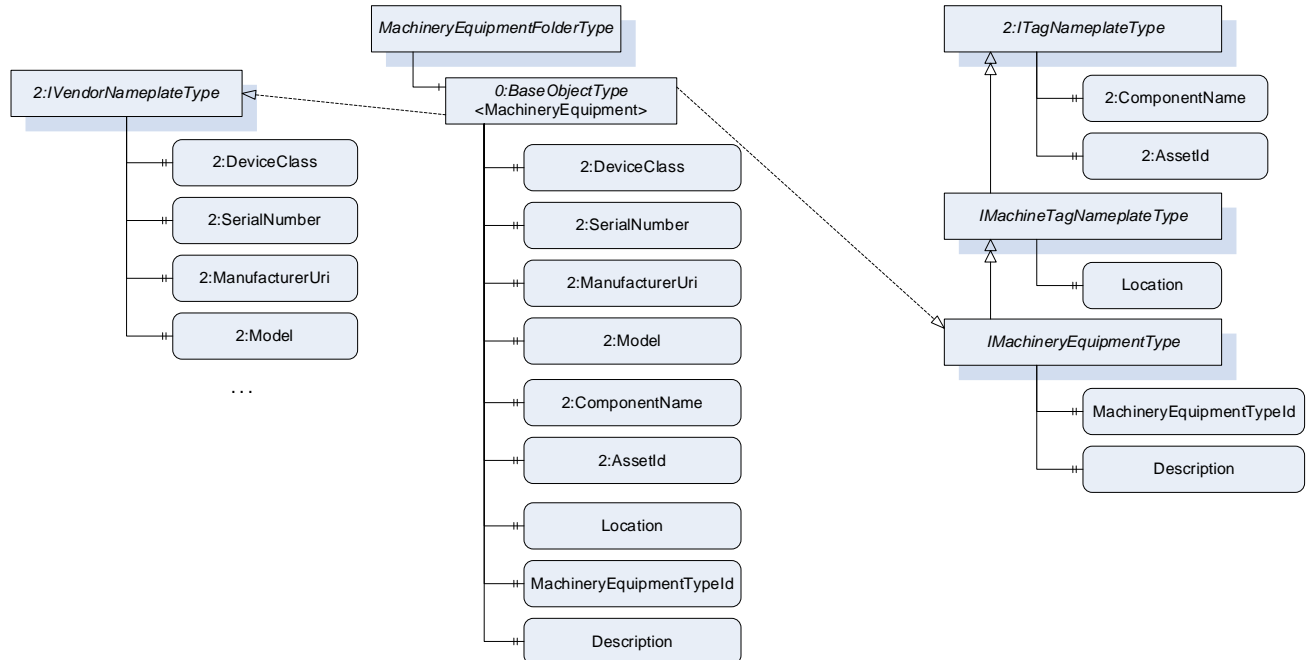 MachineryEquipmentFolderType
2:ITagNameplateType
2:IVendorNameplateType
0:BaseObjectType
<MachineryEquipment>
2:ComponentName
2:AssetId
2:DeviceClass
2:SerialNumber
2:ManufacturerUri
2:Model
...
2:DeviceClass
2:SerialNumber
2:ManufacturerUri
2:Model
2:ComponentName
2:AssetId
Location
MachineryEquipmentTypeId
Description
IMachineTagNameplateType
Location
IMachineryEquipmentType
MachineryEquipmentTypeId
Description